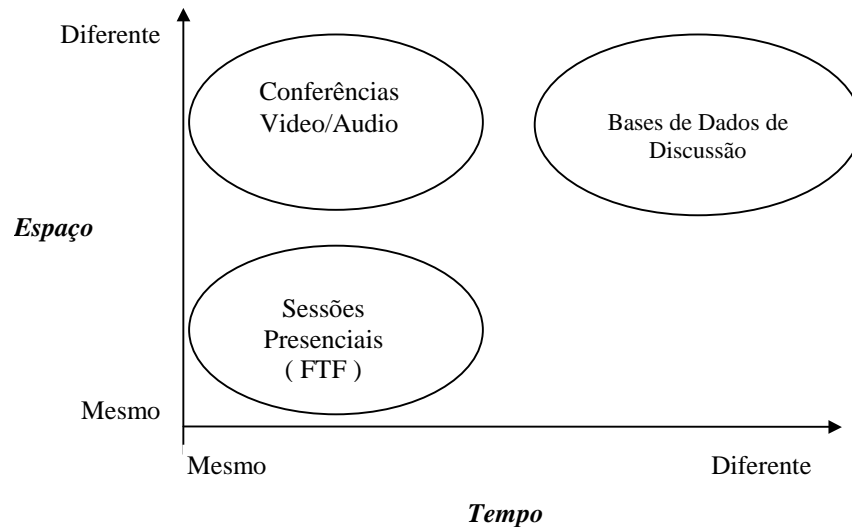 Diferente
Conferências
Video/Audio
Bases de Dados de
Discussão
Espaço
Sessões
Presenciais
( FTF )
Mesmo
Mesmo
Diferente
Tempo